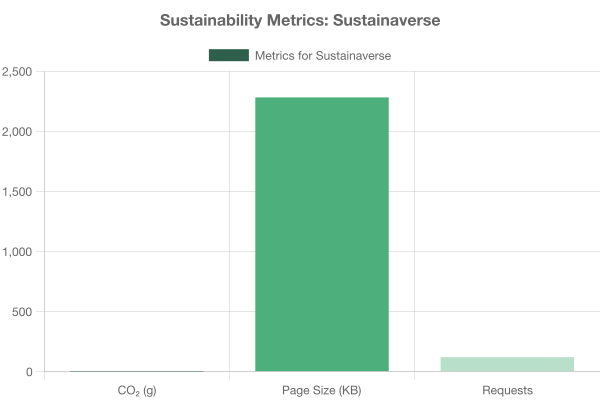 Sustainability Metrics: Sustainaverse
Metrics for Sustainaverse
2,500
2,000
1,500
1,000
500
0
CO₂ (g) Page Size (KB) Requests